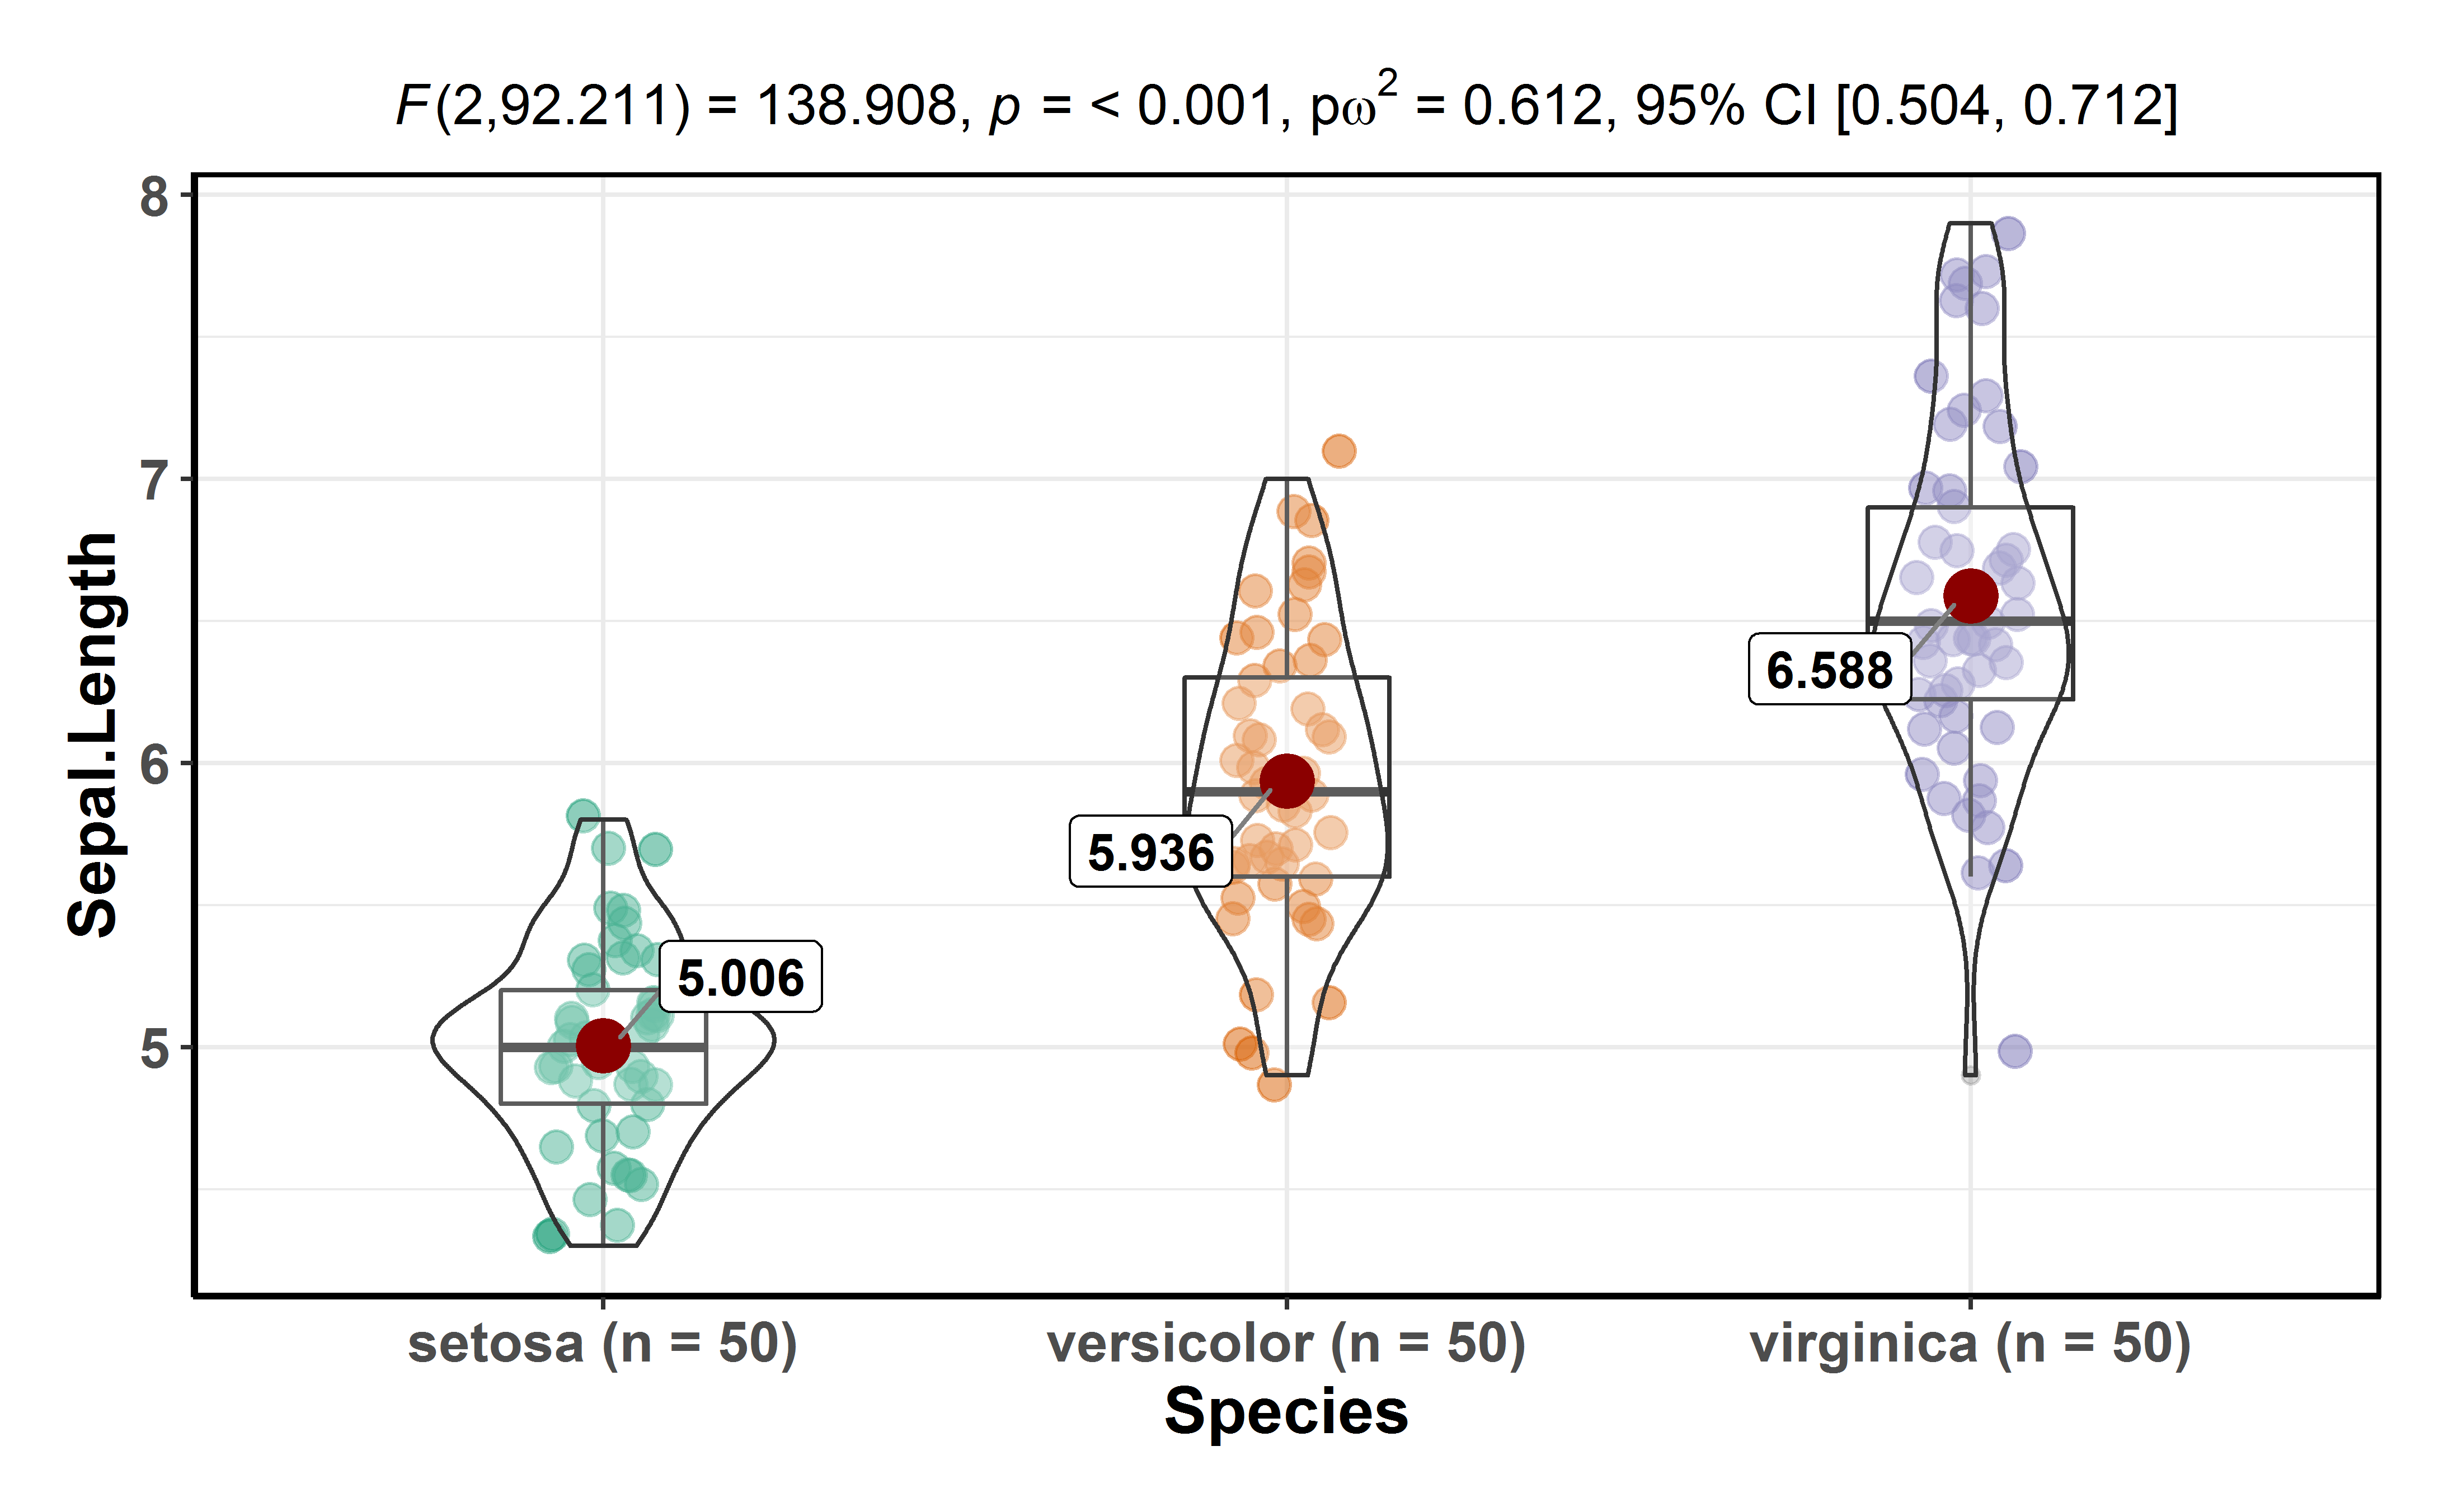 F(2,92.211) = 138.908, p = < 0.001, pω² = 0.612, 95% CI [0.504, 0.712]
8
7
6
5
Sepal.Length
6.588
5.936
5.006
setosa (n = 50)
versicolor (n = 50)
virginica (n = 50)
Species